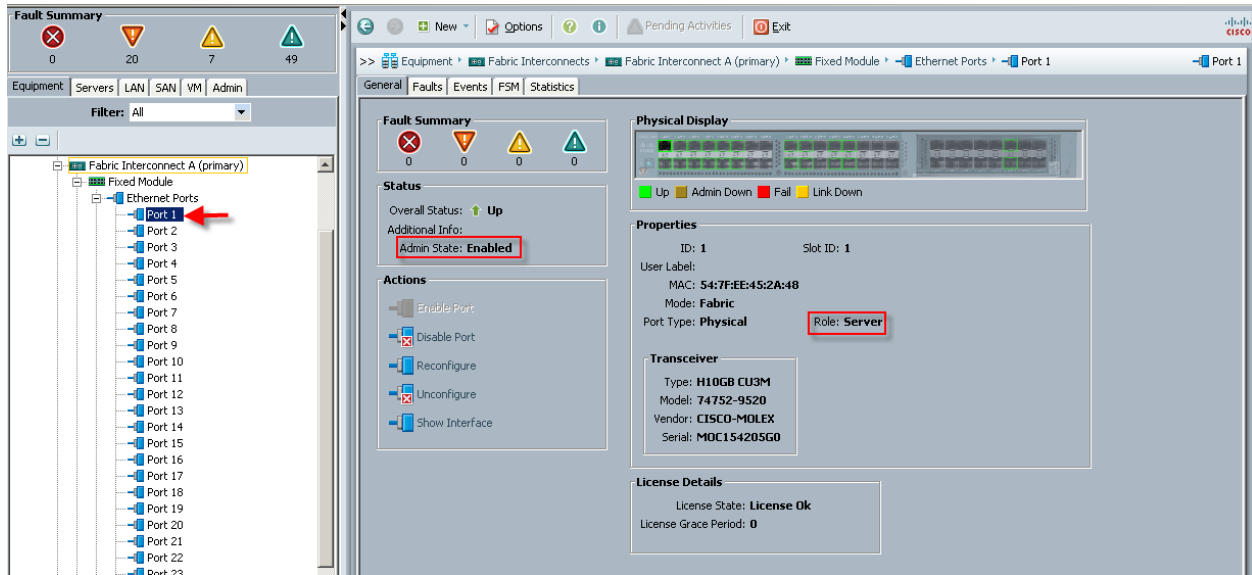 Fault Summary
0 20 7 49
Equipment Servers LAN SAN VM Admin
Filter: All
Fabric Interconnect A (primary)
Fixed Module
Ethernet Ports
Port 1
Port 2
Port 3
Port 4
Port 5
Port 6
Port 7
Port 8
Port 9
Port 10
Port 11
Port 12
Port 13
Port 14
Port 15
Port 16
Port 17
Port 18
Port 19
Port 20
Port 21
Port 22
Port 23
New Options Pending Activities Exit
CISCO
>> Equipment Fabric Interconnects Fabric Interconnect A (primary) Fixed Module Ethernet Ports Port 1 Port 1
General Faults Events FSM Statistics
Fault Summary
0 0 0 0
Status
Overall Status: Up
Additional Info:
Admin State: Enabled
Actions
Enable Port
Disable Port
Reconfigure
Unconfigure
Show Interface
Physical Display
Up Admin Down Fail Link Down
Properties
ID: 1 Slot ID: 1
User Label:
MAC: 54:7F:EE:45:2A:48
Mode: Fabric
Port Type: Physical Role: Server
Transceiver
Type: H10GB CU3M
Model: 74752-9520
Vendor: CISCO-MOLEX
Serial: MOC154205G0
License Details
License State: License Ok
License Grace Period: 0